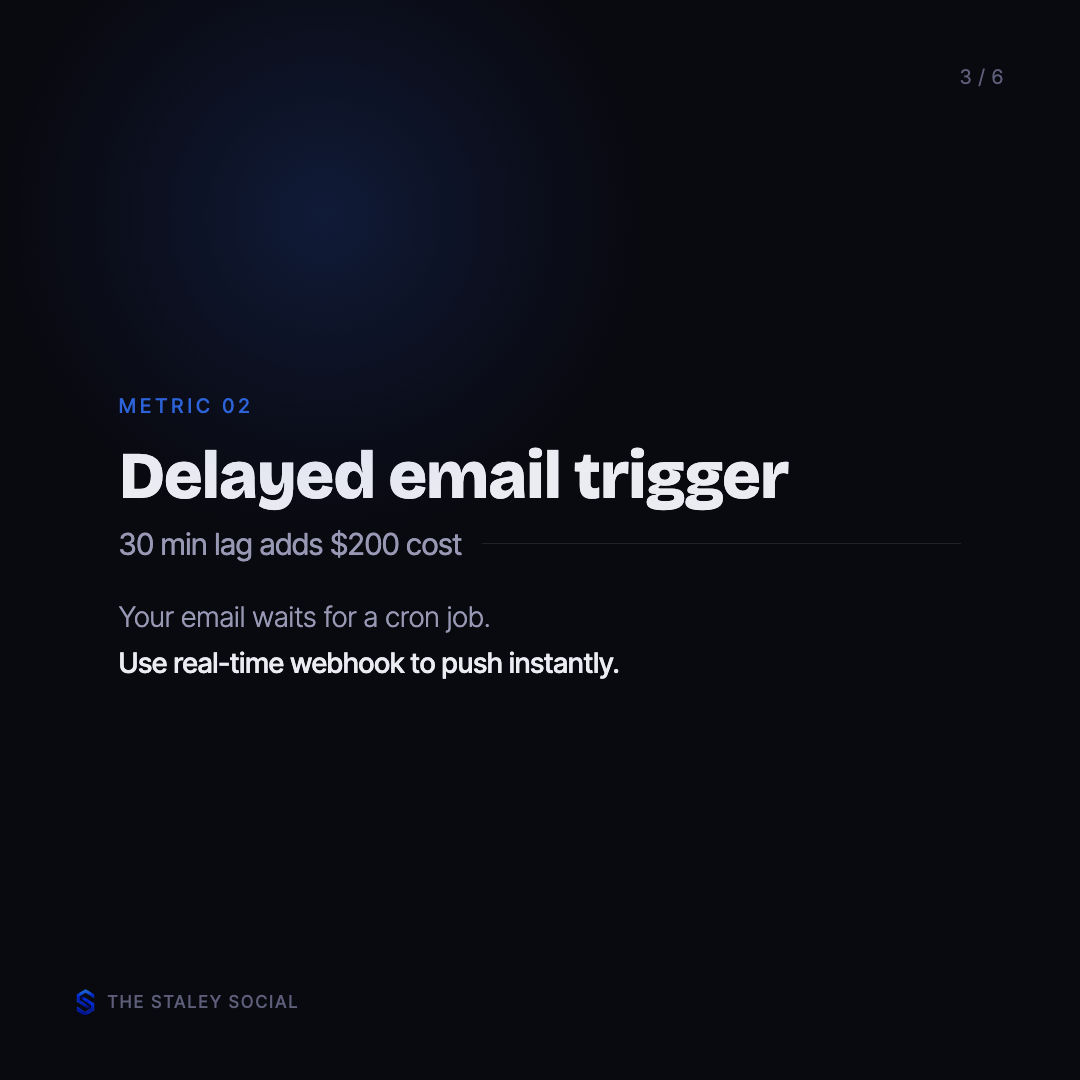 3 / 6
METRIC 02
Delayed email trigger
30 min lag adds $200 cost
Your email waits for a cron job.
Use real-time webhook to push instantly.
THE STALEY SOCIAL